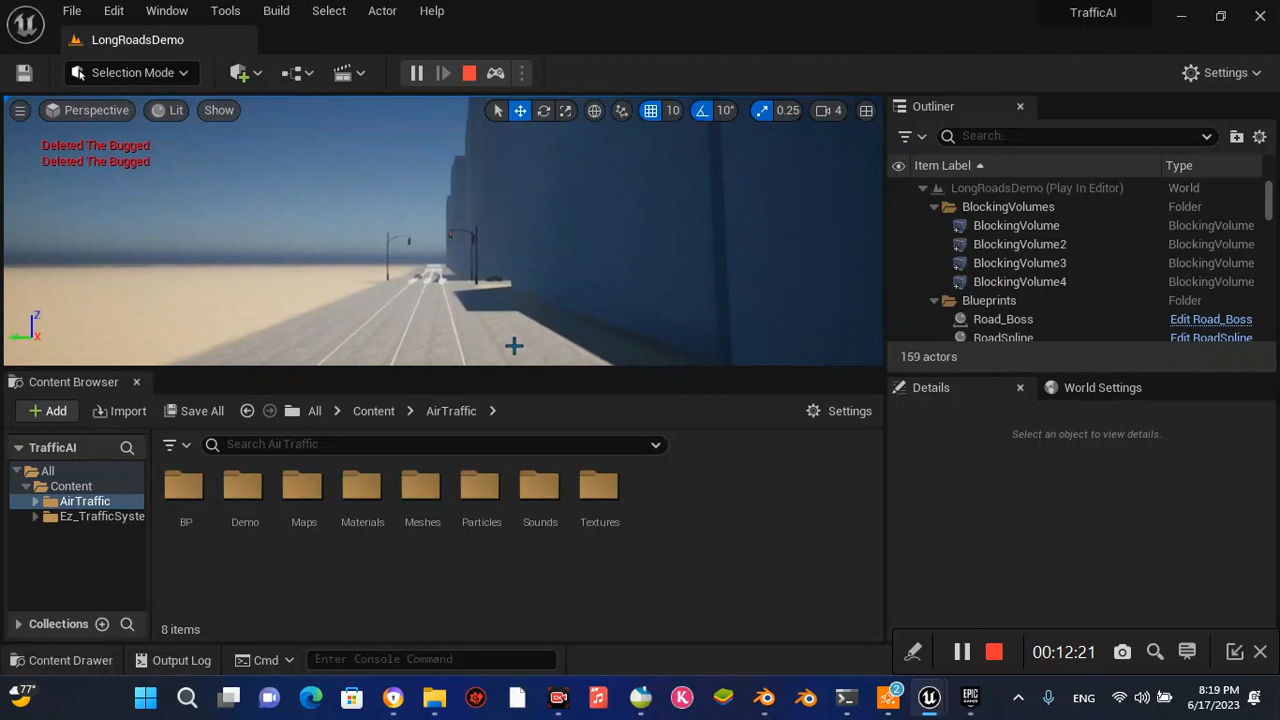 File Edit Window Tools Build Select Actor Help
TrafficAI
LongRoadsDemo
Selection Mode
Settings
Perspective Lit Show
10 10° 0.25 4
Deleted The Bugged
Deleted The Bugged
Z
X
Outliner
Search...
Item Label Type
LongRoadsDemo (Play In Editor) World
BlockingVolumes Folder
BlockingVolume BlockingVolume
BlockingVolume2 BlockingVolume
BlockingVolume3 BlockingVolume
BlockingVolume4 BlockingVolume
Blueprints Folder
Road_Boss Edit Road_Boss
RoadSpline Edit RoadSpline
159 actors
Details World Settings
Select an object to view details.
Content Browser
Add Import Save All All Content AirTraffic Settings
TrafficAI
Search AirTraffic
All
Content
AirTraffic
Ez_TrafficSyste
BP Demo Maps Materials Meshes Particles Sounds Textures
Collections
8 items
Content Drawer Output Log Cmd Enter Console Command
00:12:21
77°
2
ENG
8:19 PM
6/17/2023
EPIC
GAMES